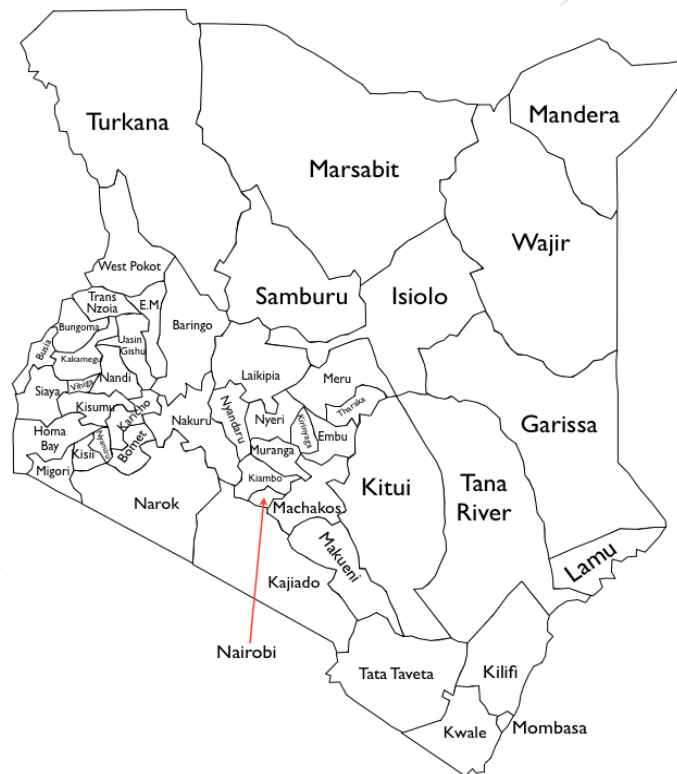 Turkana
Marsabit
Mandera
Wajir
West Pokot
Samburu
Isiolo
Trans
Nzoia
E.M.
Baringo
Bungoma
Uasin
Gishu
Busia
Kakamegu
Laikipia
Meru
Siaya
Vihiga
Nandi
Tharaka
Kisumu
Kancho
Nakuru
Nyandaru
Nyeri
Kirinyaga
Embu
Garissa
Homa
Bay
Kisii
Nyamira
Bomet
Muranga
Migori
Kiambo
Kitui
Tana
River
Narok
Machakos
Makueni
Lamu
Kajiado
Nairobi
Tata Taveta
Kilifi
Kwale
Mombasa